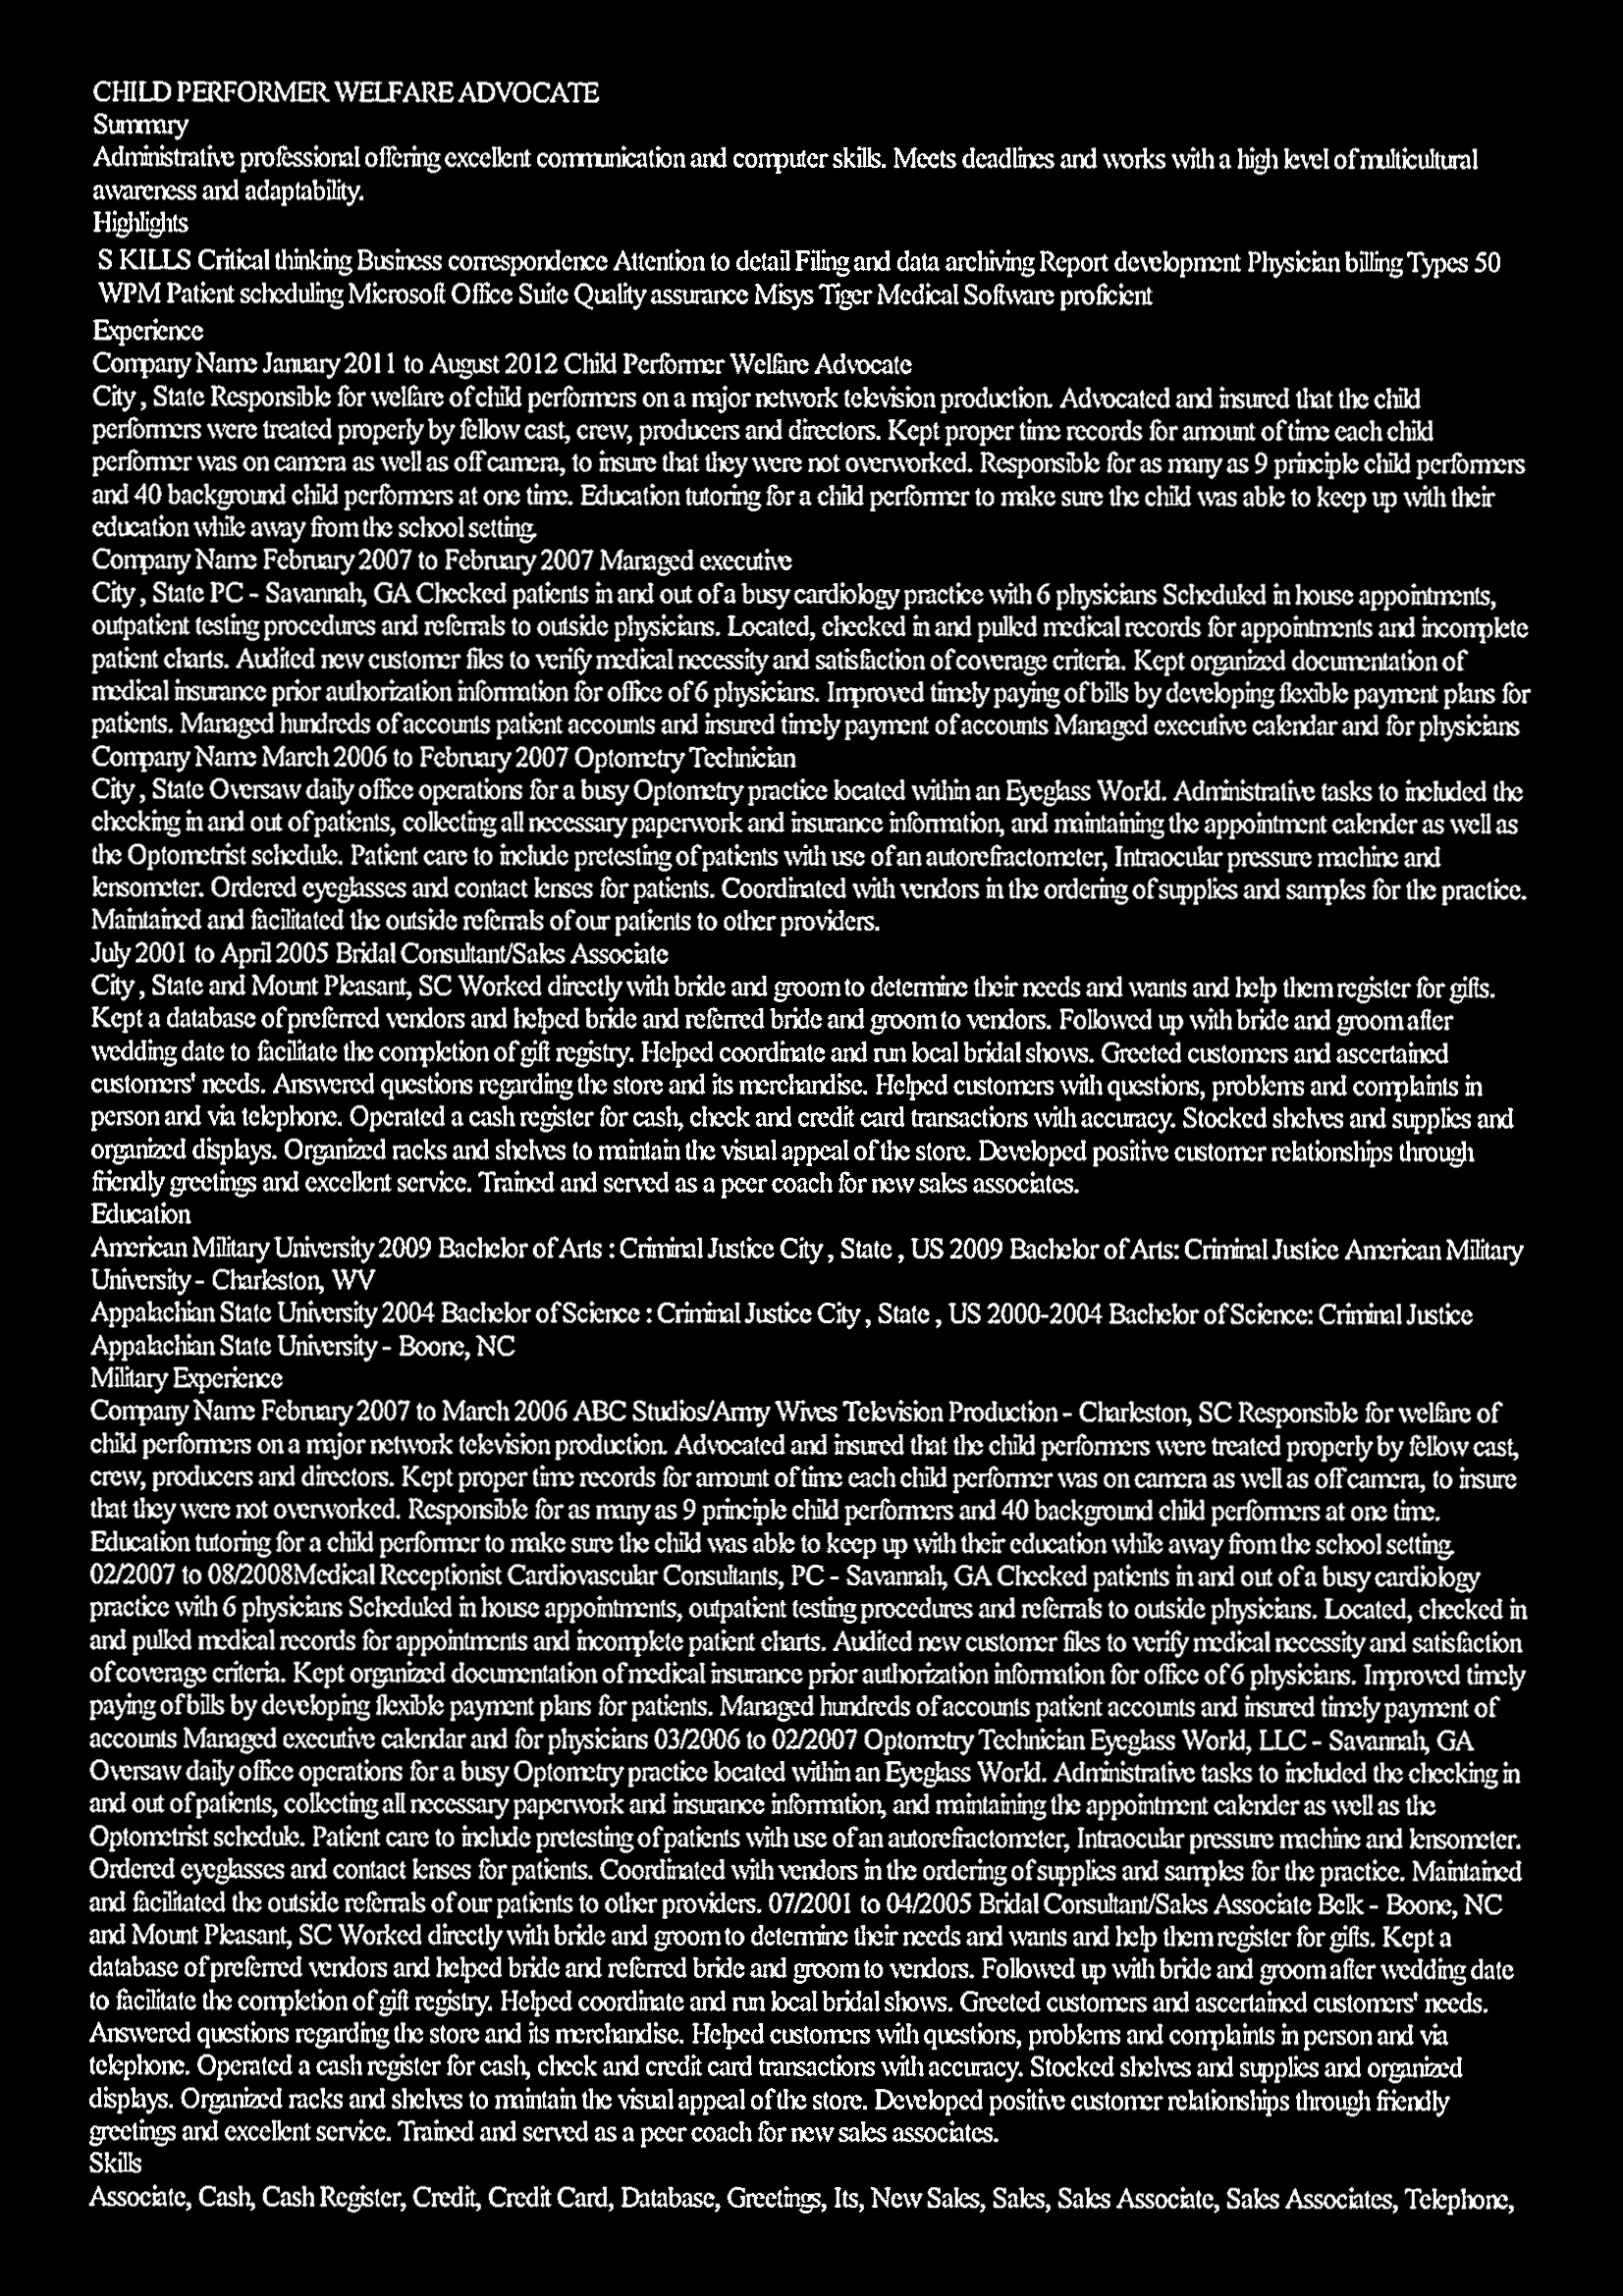 CHILD PERFORMER WELFARE ADVOCATE
Summary
Administrative professional offering excellent communication and computer skills. Meets deadlines and works with a high level of multicultural
awareness and adaptability.
Highlights
S KILLS Critical thinking Business correspondence Attention to detail Filing and data archiving Report development Physician billing Types 50
WPM Patient scheduling Microsoft Office Suite Quality assurance Misys Tiger Medical Software proficient
Experience
Company Name January 2011 to August 2012 Child Performer Welfare Advocate
City , State Responsible for welfare of child performers on a major network television production. Advocated and insured that the child
performers were treated properly by fellow cast, crew, producers and directors. Kept proper time records for amount of time each child
performer was on camera as well as off camera, to insure that they were not overworked. Responsible for as many as 9 principle child performers
and 40 background child performers at one time. Education tutoring for a child performer to make sure the child was able to keep up with their
education while away from the school setting.
Company Name February 2007 to February 2007 Managed executive
City , State PC - Savannah, GA Checked patients in and out of a busy cardiology practice with 6 physicians Scheduled in house appointments,
outpatient testing procedures and referrals to outside physicians. Located, checked in and pulled medical records for appointments and incomplete
patient charts. Audited new customer files to verify medical necessity and satisfaction of coverage criteria. Kept organized documentation of
medical insurance prior authorization information for office of 6 physicians. Improved timely paying of bills by developing flexible payment plans for
patients. Managed hundreds of accounts patient accounts and insured timely payment of accounts Managed executive calendar and for physicians
Company Name March 2006 to February 2007 Optometry Technician
City , State Oversaw daily office operations for a busy Optometry practice located within an Eyeglass World. Administrative tasks to included the
checking in and out of patients, collecting all necessary paperwork and insurance information, and maintaining the appointment calender as well as
the Optometrist schedule. Patient care to include pretesting of patients with use of an autorefractometer, Intraocular pressure machine and
lensometer. Ordered eyeglasses and contact lenses for patients. Coordinated with vendors in the ordering of supplies and samples for the practice.
Maintained and facilitated the outside referrals of our patients to other providers.
July 2001 to April 2005 Bridal Consultant/Sales Associate
City , State and Mount Pleasant, SC Worked directly with bride and groom to determine their needs and wants and help them register for gifts.
Kept a database of preferred vendors and helped bride and referred bride and groom to vendors. Followed up with bride and groom after
wedding date to facilitate the completion of gift registry. Helped coordinate and run local bridal shows. Greeted customers and ascertained
customers' needs. Answered questions regarding the store and its merchandise. Helped customers with questions, problems and complaints in
person and via telephone. Operated a cash register for cash, check and credit card transactions with accuracy. Stocked shelves and supplies and
organized displays. Organized racks and shelves to maintain the visual appeal of the store. Developed positive customer relationships through
friendly greetings and excellent service. Trained and served as a peer coach for new sales associates.
Education
American Military University 2009 Bachelor of Arts : Criminal Justice City , State , US 2009 Bachelor of Arts: Criminal Justice American Military
University - Charleston, WV
Appalachian State University 2004 Bachelor of Science : Criminal Justice City , State , US 2000-2004 Bachelor of Science: Criminal Justice
Appalachian State University - Boone, NC
Military Experience
Company Name February 2007 to March 2006 ABC Studios/Army Wives Television Production - Charleston, SC Responsible for welfare of
child performers on a major network television production. Advocated and insured that the child performers were treated properly by fellow cast,
crew, producers and directors. Kept proper time records for amount of time each child performer was on camera as well as off camera, to insure
that they were not overworked. Responsible for as many as 9 principle child performers and 40 background child performers at one time.
Education tutoring for a child performer to make sure the child was able to keep up with their education while away from the school setting.
02/2007 to 08/2008Medical Receptionist Cardiovascular Consultants, PC - Savannah, GA Checked patients in and out of a busy cardiology
practice with 6 physicians Scheduled in house appointments, outpatient testing procedures and referrals to outside physicians. Located, checked in
and pulled medical records for appointments and incomplete patient charts. Audited new customer files to verify medical necessity and satisfaction
of coverage criteria. Kept organized documentation of medical insurance prior authorization information for office of 6 physicians. Improved timely
paying of bills by developing flexible payment plans for patients. Managed hundreds of accounts patient accounts and insured timely payment of
accounts Managed executive calendar and for physicians 03/2006 to 02/2007 Optometry Technician Eyeglass World, LLC - Savannah, GA
Oversaw daily office operations for a busy Optometry practice located within an Eyeglass World. Administrative tasks to included the checking in
and out of patients, collecting all necessary paperwork and insurance information, and maintaining the appointment calender as well as the
Optometrist schedule. Patient care to include pretesting of patients with use of an autorefractometer, Intraocular pressure machine and lensometer.
Ordered eyeglasses and contact lenses for patients. Coordinated with vendors in the ordering of supplies and samples for the practice. Maintained
and facilitated the outside referrals of our patients to other providers. 07/2001 to 04/2005 Bridal Consultant/Sales Associate Belk - Boone, NC
and Mount Pleasant, SC Worked directly with bride and groom to determine their needs and wants and help them register for gifts. Kept a
database of preferred vendors and helped bride and referred bride and groom to vendors. Followed up with bride and groom after wedding date
to facilitate the completion of gift registry. Helped coordinate and run local bridal shows. Greeted customers and ascertained customers' needs.
Answered questions regarding the store and its merchandise. Helped customers with questions, problems and complaints in person and via
telephone. Operated a cash register for cash, check and credit card transactions with accuracy. Stocked shelves and supplies and organized
displays. Organized racks and shelves to maintain the visual appeal of the store. Developed positive customer relationships through friendly
greetings and excellent service. Trained and served as a peer coach for new sales associates.
Skills
Associate, Cash, Cash Register, Credit, Credit Card, Database, Greetings, Its, New Sales, Sales, Sales Associate, Sales Associates, Telephone,